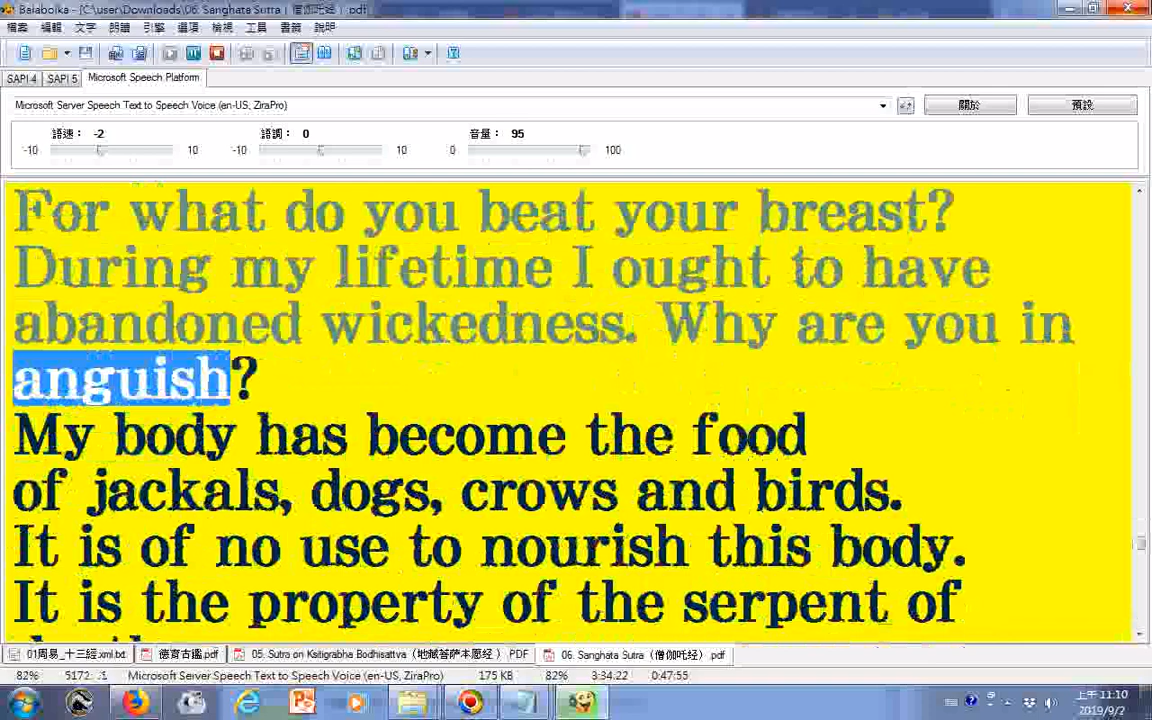 Balabolka - [C:\user\Downloads\06. Sanghata Sutra（僧伽吒经）.pdf]
檔案 編輯 文字 朗讀 引擎 選項 檢視 工具 書籤 說明
SAPI 4 SAPI 5 Microsoft Speech Platform
Microsoft Server Speech Text to Speech Voice (en-US, ZiraPro) 關於 預設
語速： -2 語調： 0 音量： 95
-10 10 -10 10 0 100
For what do you beat your breast?
During my lifetime I ought to have
abandoned wickedness. Why are you in
anguish?
My body has become the food
of jackals, dogs, crows and birds.
It is of no use to nourish this body.
It is the property of the serpent of
01周易_十三經.xml.txt 德育古鑑.pdf 05. Sutra on Ksitigrabha Bodhisattva（地藏菩萨本愿经）.PDF 06. Sanghata Sutra（僧伽吒经）.pdf
82% 5172: :1 Microsoft Server Speech Text to Speech Voice (en-US, ZiraPro) 175 KB 82% 3:34.22 0:47:55
上午 11:10
2019/9/2